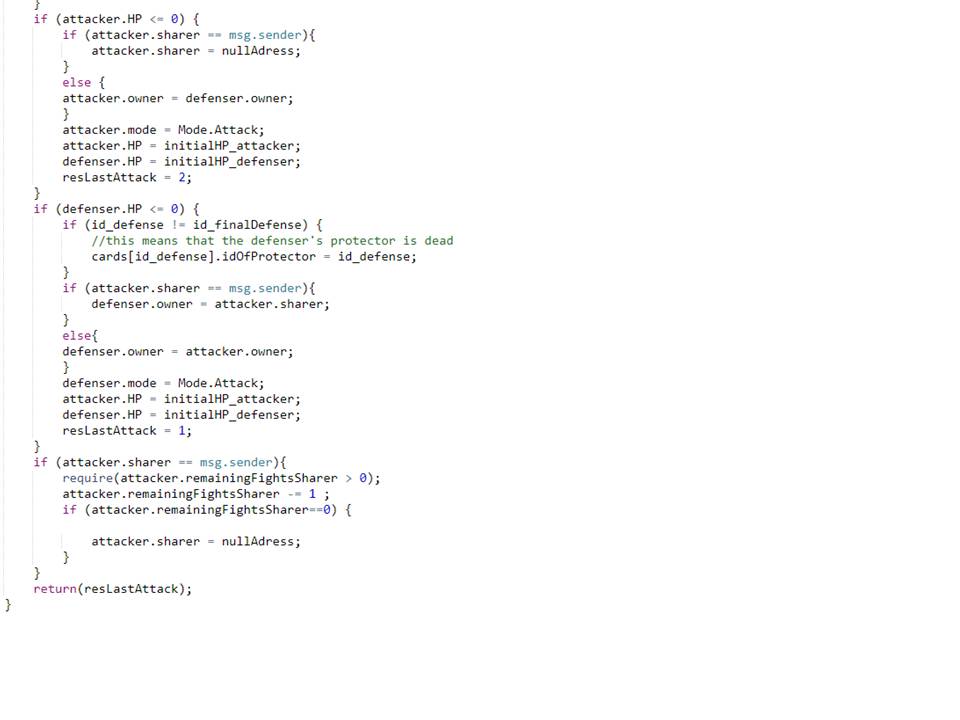 }
if (attacker.HP <= 0) {
if (attacker.sharer == msg.sender){
attacker.sharer = nullAdress;
}
else {
attacker.owner = defenser.owner;
}
attacker.mode = Mode.Attack;
attacker.HP = initialHP_attacker;
defenser.HP = initialHP_defenser;
resLastAttack = 2;
}
if (defenser.HP <= 0) {
if (id_defense != id_finalDefense) {
//this means that the defenser's protector is dead
cards[id_defense].idOfProtector = id_defense;
}
if (attacker.sharer == msg.sender){
defenser.owner = attacker.sharer;
}
else{
defenser.owner = attacker.owner;
}
defenser.mode = Mode.Attack;
attacker.HP = initialHP_attacker;
defenser.HP = initialHP_defenser;
resLastAttack = 1;
}
if (attacker.sharer == msg.sender){
require(attacker.remainingFightsSharer > 0);
attacker.remainingFightsSharer -= 1 ;
if (attacker.remainingFightsSharer==0) {
attacker.sharer = nullAdress;
}
}
return(resLastAttack);
}